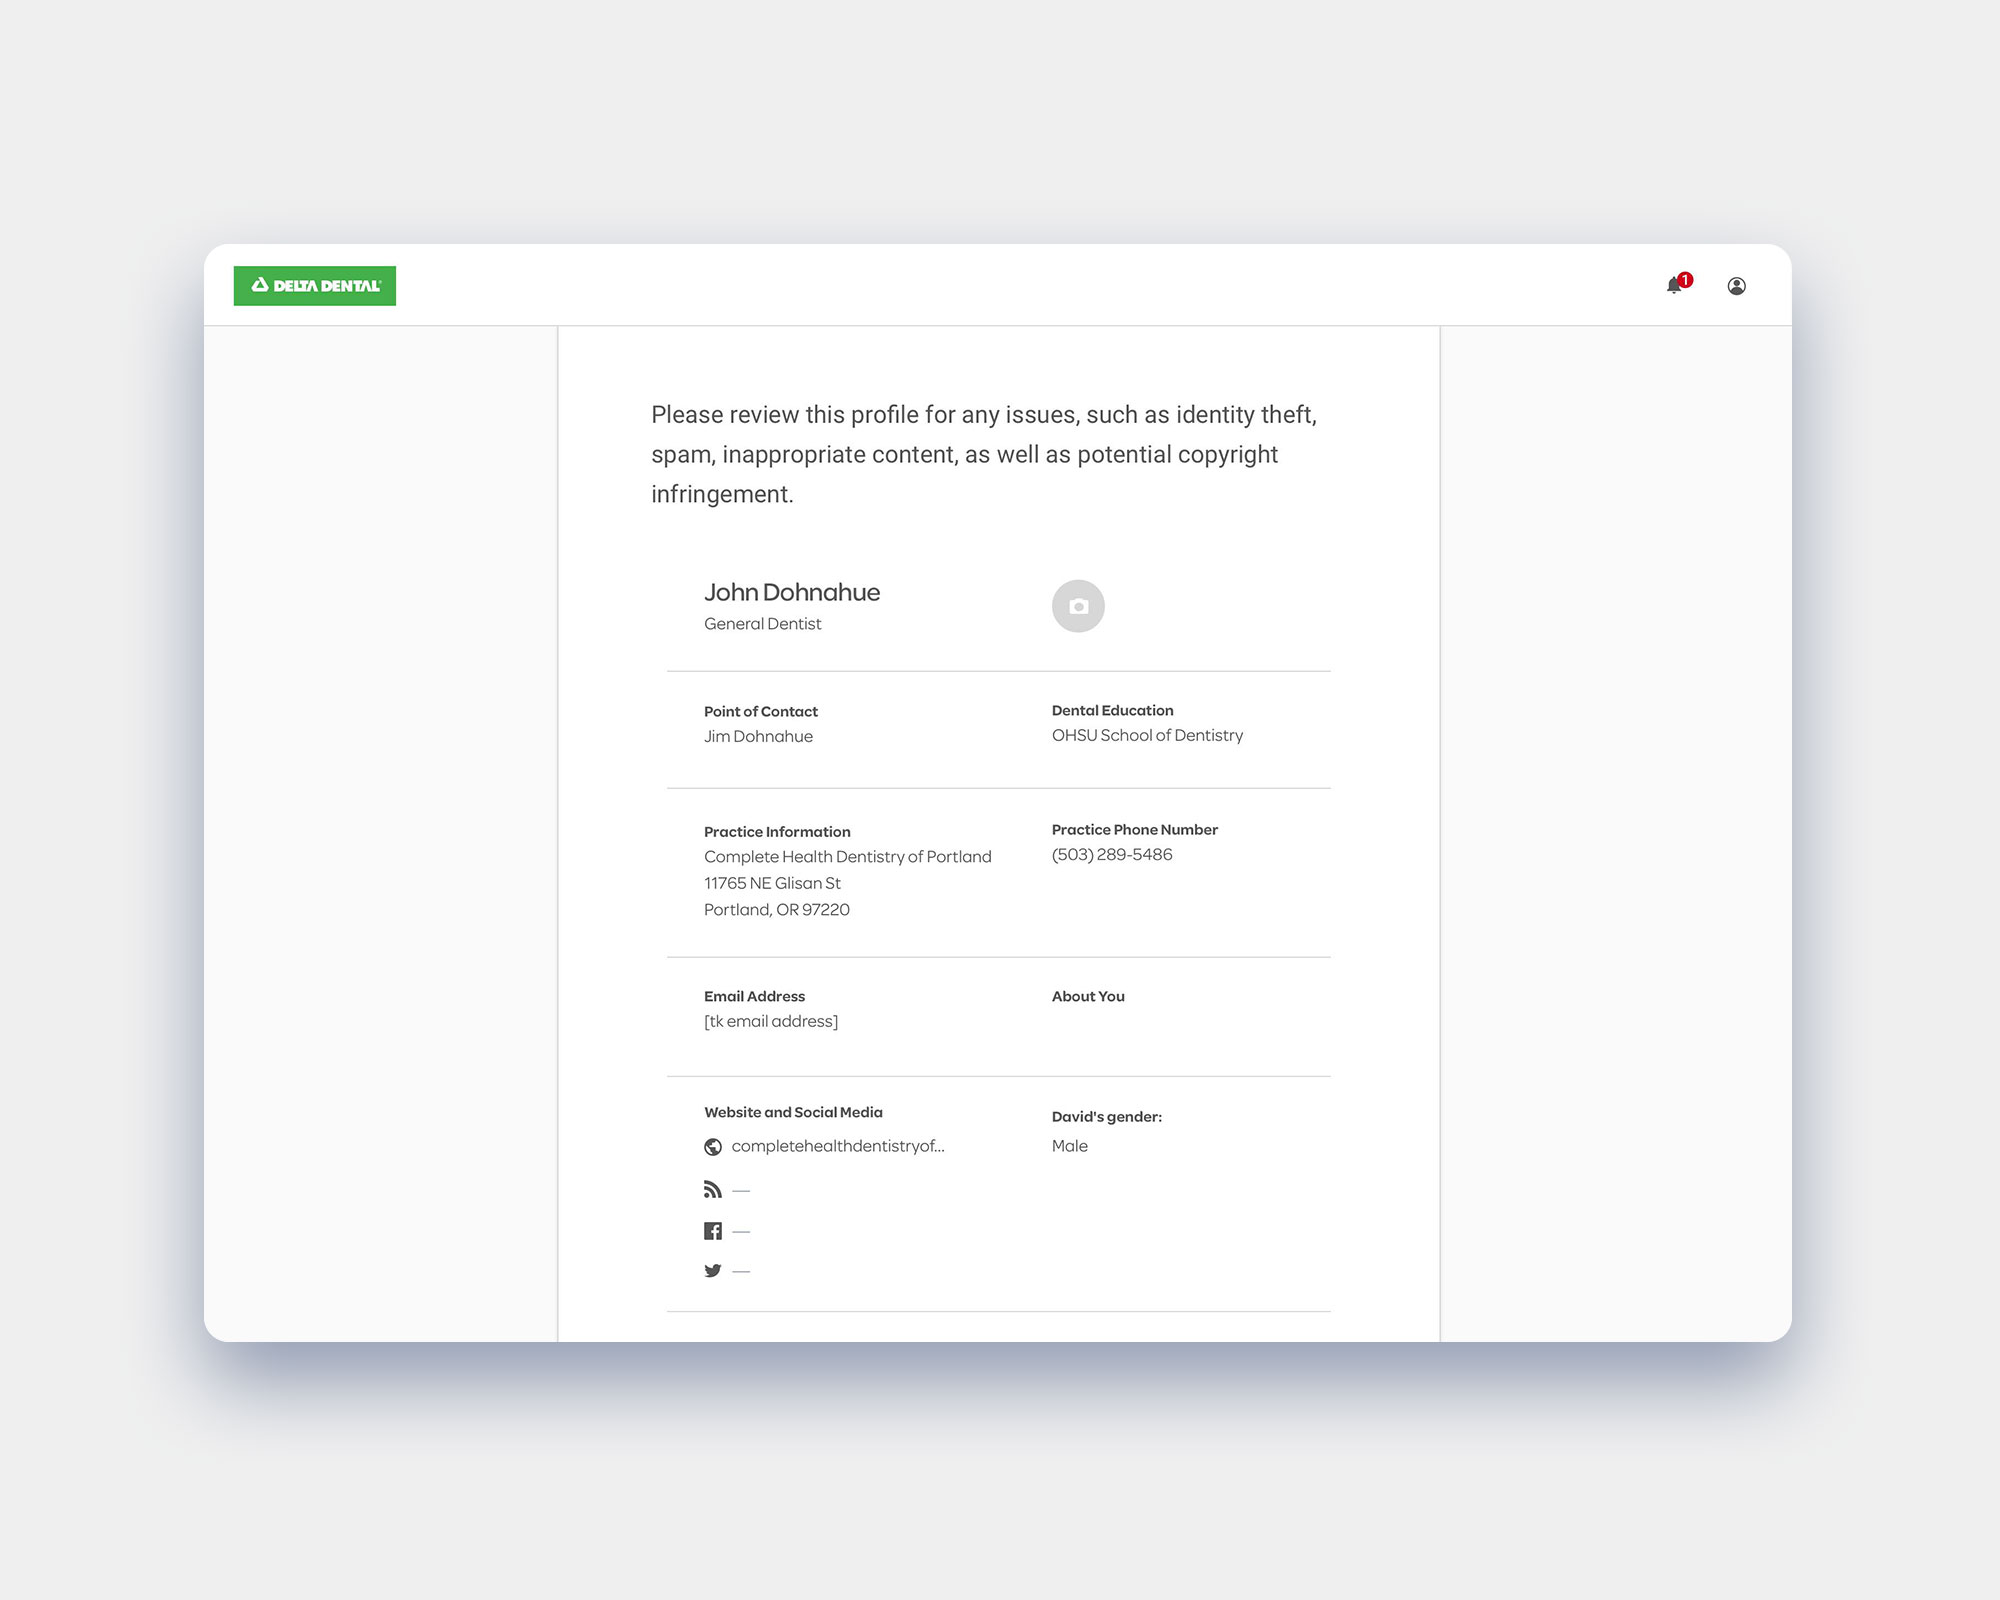 DELTA DENTAL
1
Please review this profile for any issues, such as identity theft,
spam, inappropriate content, as well as potential copyright
infringement.
John Dohnahue
General Dentist
Point of Contact
Jim Dohnahue
Dental Education
OHSU School of Dentistry
Practice Information
Complete Health Dentistry of Portland
11765 NE Glisan St
Portland, OR 97220
Practice Phone Number
(503) 289-5486
Email Address
[tk email address]
About You
Website and Social Media
completehealthdentistryof...
—
—
—
David's gender:
Male